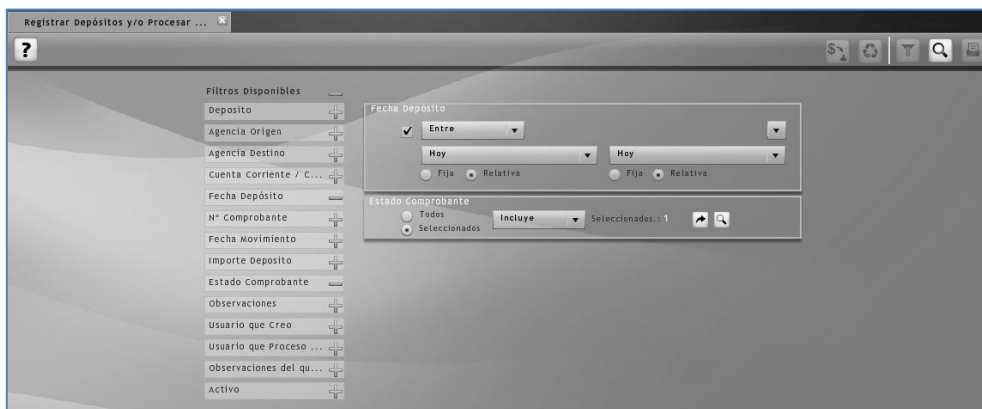 Registrar Depósitos y/o Procesar ...
?
Filtros Disponibles
Deposito
Agencia Origen
Agencia Destino
Cuenta Corriente / C...
Fecha Depósito
N° Comprobante
Fecha Movimiento
Importe Deposito
Estado Comprobante
Observaciones
Usuario que Creo
Usuario que Proceso ...
Observaciones del qu...
Activo
Fecha Depósito
Entre
Hoy
Hoy
Fija
Relativa
Fija
Relativa
Estado Comprobante
Todos
Seleccionados
Incluye
Seleccionados.: 1